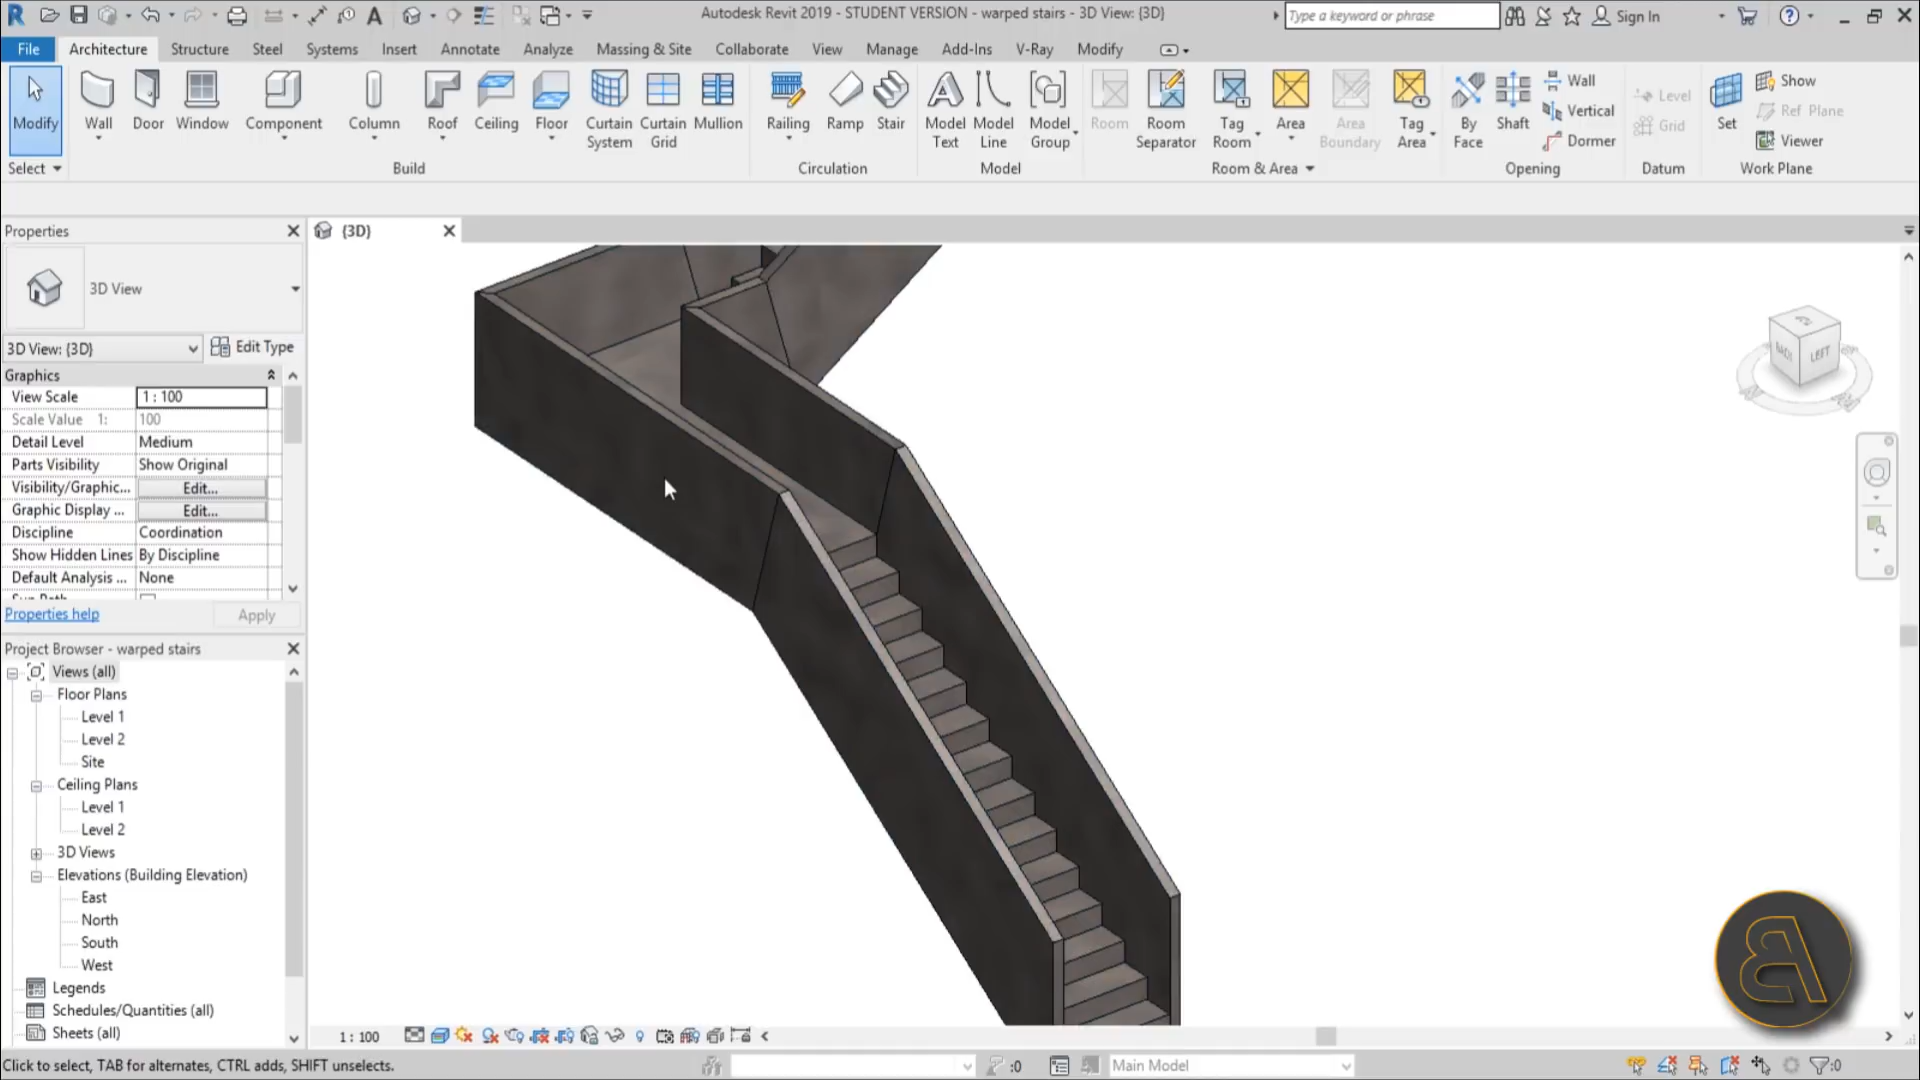 Autodesk Revit 2019 - STUDENT VERSION - warped stairs - 3D View: {3D}
Type a keyword or phrase
Sign In
File Architecture Structure Steel Systems Insert Annotate Analyze Massing & Site Collaborate View Manage Add-Ins V-Ray Modify
Modify
Wall
Door
Window
Component
Column
Roof
Ceiling
Floor
Curtain System
Curtain Grid
Mullion
Railing
Ramp
Stair
Model Text
Model Line
Model Group
Room
Room Separator
Tag Room
Area
Area Boundary
Tag Area
By Face
Shaft
Wall
Vertical
Dormer
Level
Grid
Set
Show
Ref Plane
Viewer
Select
Build
Circulation
Model
Room & Area
Opening
Datum
Work Plane
Properties
{3D}
3D View
3D View: {3D}
Edit Type
Graphics
View Scale 1 : 100
Scale Value 1: 100
Detail Level Medium
Parts Visibility Show Original
Visibility/Graphic... Edit...
Graphic Display ... Edit...
Discipline Coordination
Show Hidden Lines By Discipline
Default Analysis ... None
Properties help
Apply
Project Browser - warped stairs
Views (all)
Floor Plans
Level 1
Level 2
Site
Ceiling Plans
Level 1
Level 2
3D Views
Elevations (Building Elevation)
East
North
South
West
Legends
Schedules/Quantities (all)
Sheets (all)
LEFT
1 : 100
Click to select, TAB for alternates, CTRL adds, SHIFT unselects.
:0
Main Model
:0